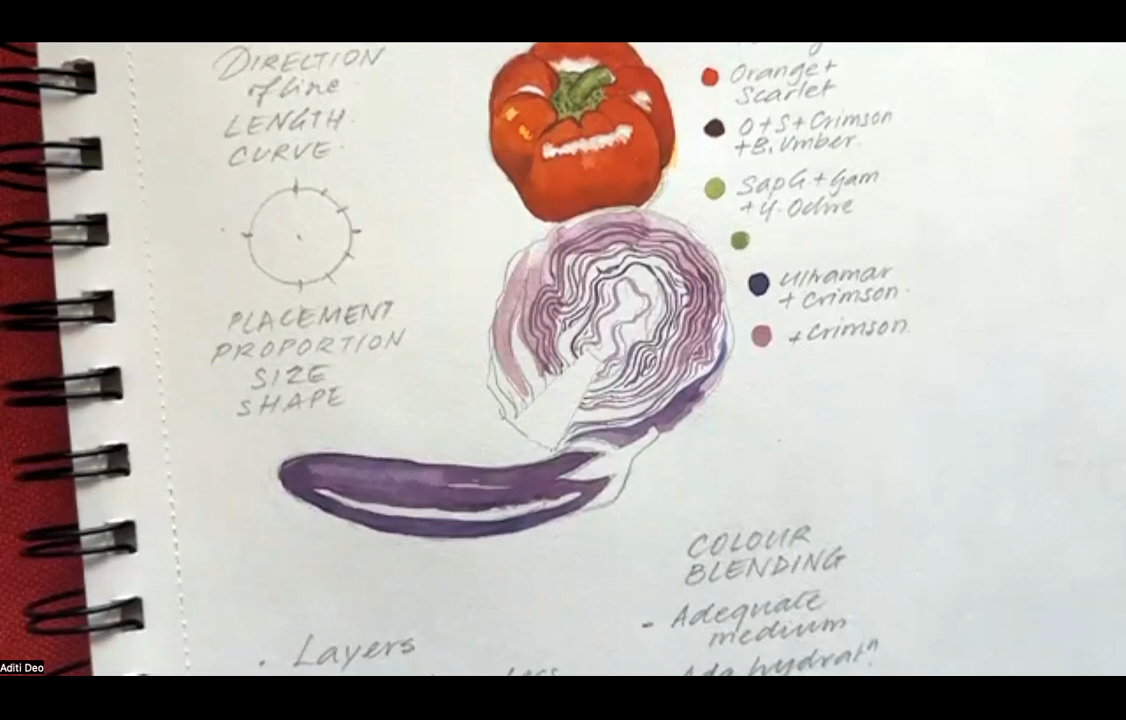 DIRECTION
of Line
LENGTH.
CURVE.
PLACEMENT
PROPORTION
SIZE
SHAPE
Orange+
Scarlet
O+S+Crimson
+B. Umber.
Sap G + Gam
+ Y. Ochre
Ultramar
+ Crimson.
+ Crimson.
COLOUR
BLENDING
- Adequate
medium
. Layers
Aditi Deo